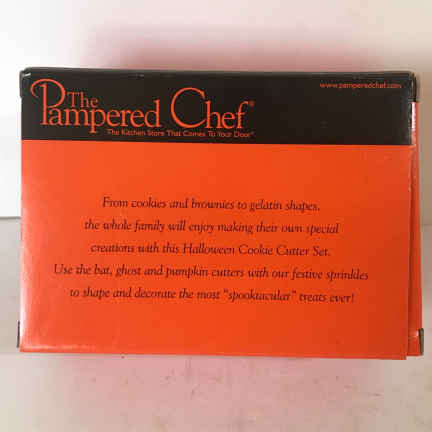 www.pamperedchef.com
The
Pampered Chef®
The Kitchen Store That Comes To Your Door®
From cookies and brownies to gelatin shapes,
the whole family will enjoy making their own special
creations with this Halloween Cookie Cutter Set.
Use the bat, ghost and pumpkin cutters with our festive sprinkles
to shape and decorate the most "spooktacular" treats ever!